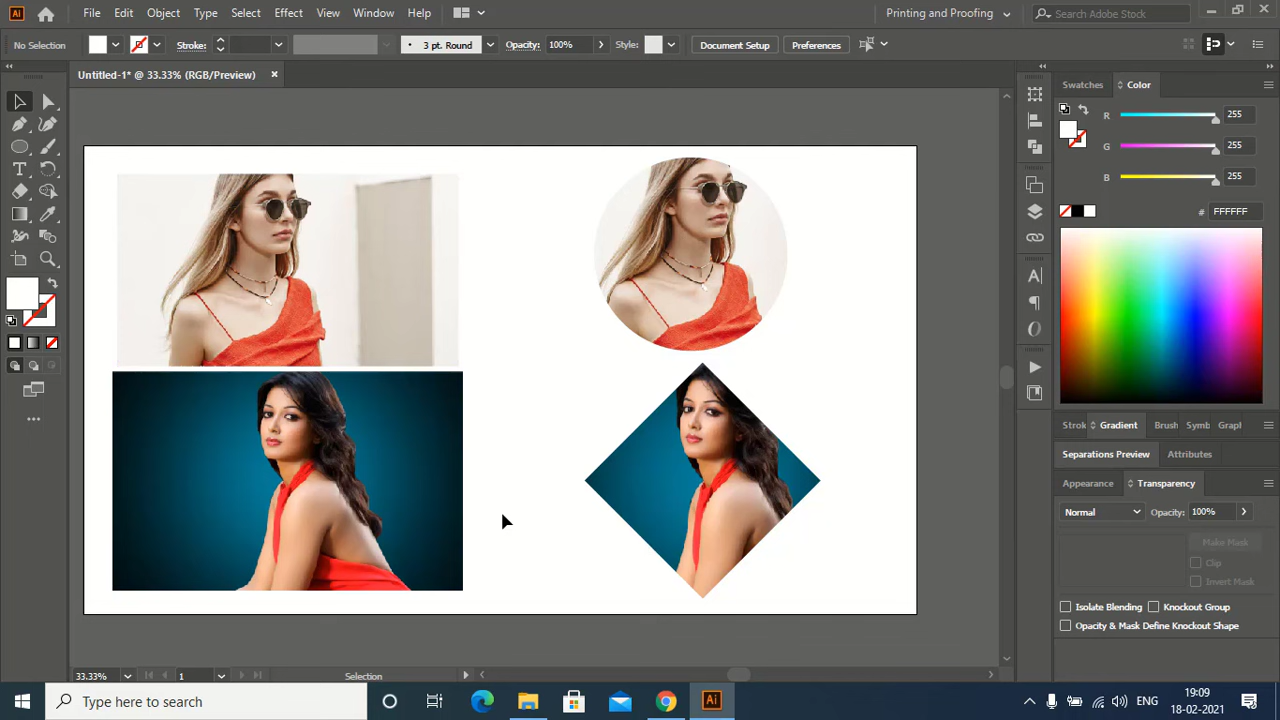 Ai File Edit Object Type Select Effect View Window Help Printing and Proofing Search Adobe Stock
No Selection Stroke: 3 pt. Round Opacity: 100% Style: Document Setup Preferences
Untitled-1* @ 33.33% (RGB/Preview)
Swatches Color
R 255
G 255
B 255
# FFFFFF
Strok Gradient Brush Symb Graph
Separations Preview Attributes
Appearance Transparency
Normal Opacity: 100%
Make Mask
Clip
Invert Mask
Isolate Blending Knockout Group
Opacity & Mask Define Knockout Shape
33.33% 1 Selection
Type here to search Ai ENG 19:09
18-02-2021